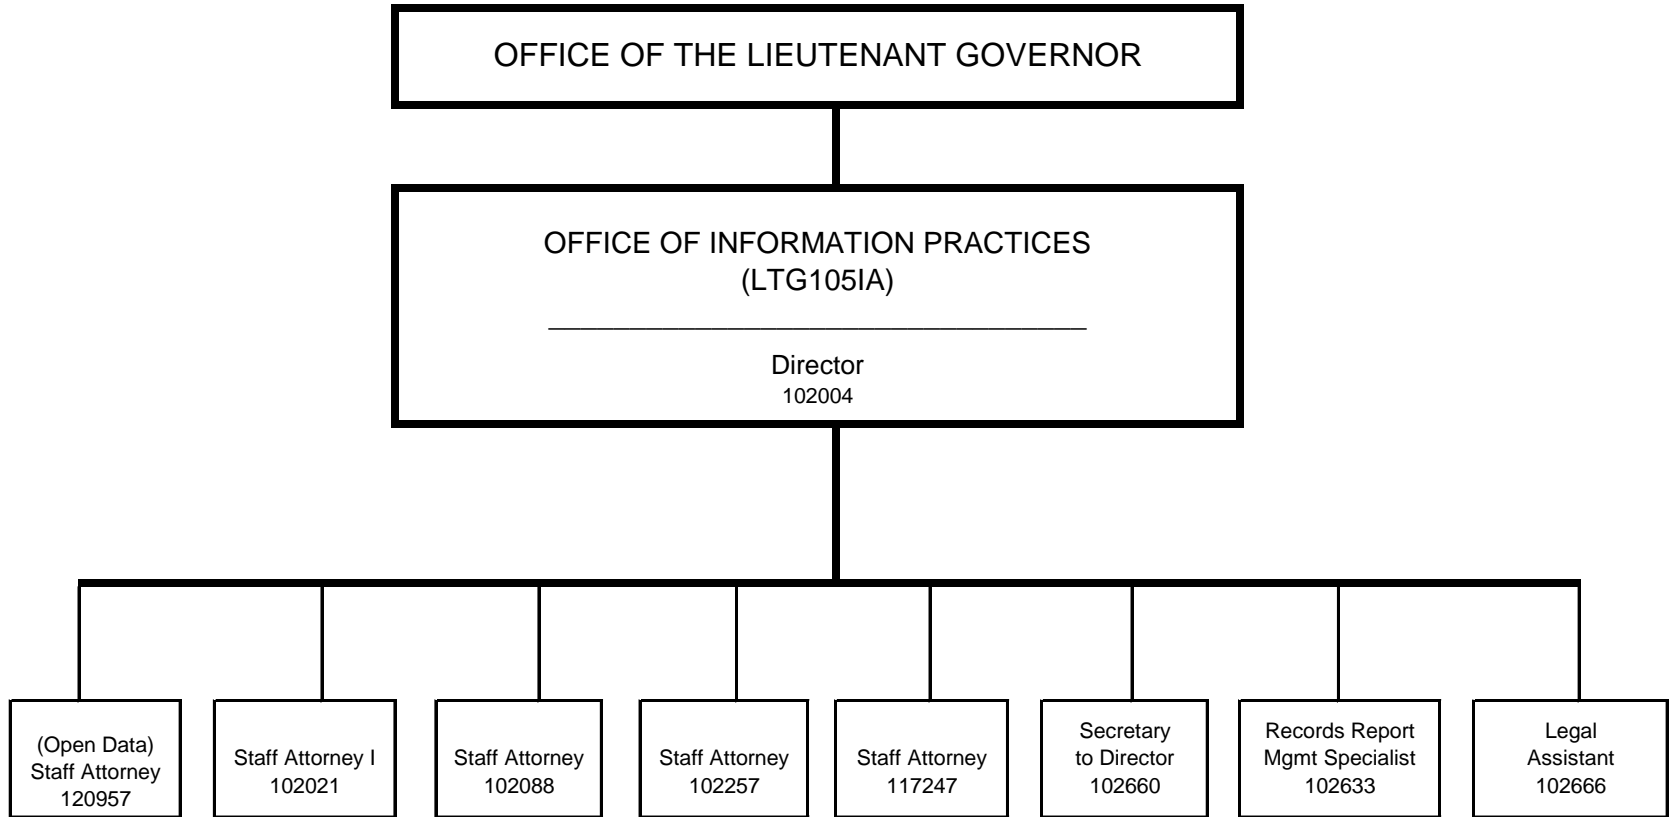 OFFICE OF THE LIEUTENANT GOVERNOR
OFFICE OF INFORMATION PRACTICES
(LTG105IA)
Director
102004
(Open Data)
Staff Attorney
120957
Staff Attorney I
102021
Staff Attorney
102088
Staff Attorney
102257
Staff Attorney
117247
Secretary
to Director
102660
Records Report
Mgmt Specialist
102633
Legal
Assistant
102666